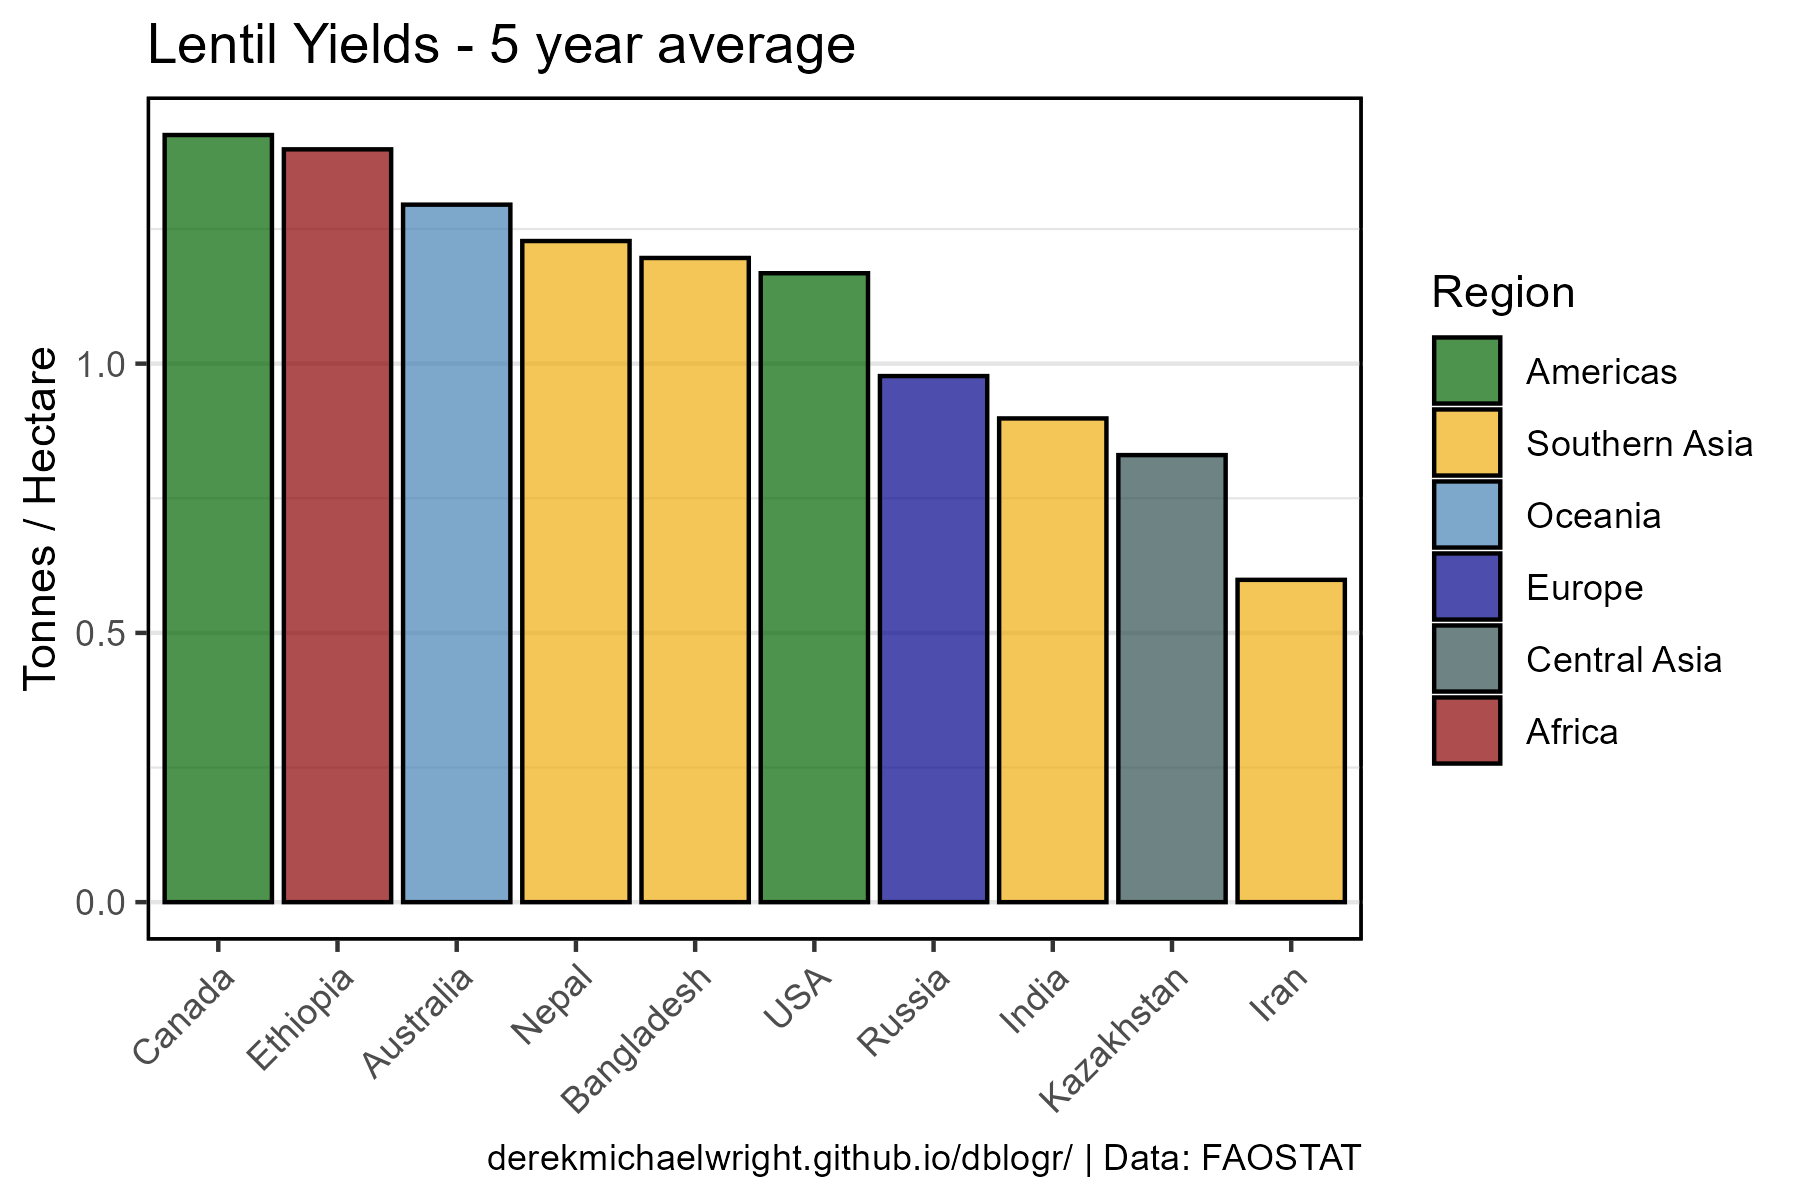 Lentil Yields - 5 year average
Tonnes / Hectare
1.0
0.5
0.0
Canada
Ethiopia
Australia
Nepal
Bangladesh
USA
Russia
India
Kazakhstan
Iran
Region
Americas
Southern Asia
Oceania
Europe
Central Asia
Africa
derekmichaelwright.github.io/dblogr/ | Data: FAOSTAT